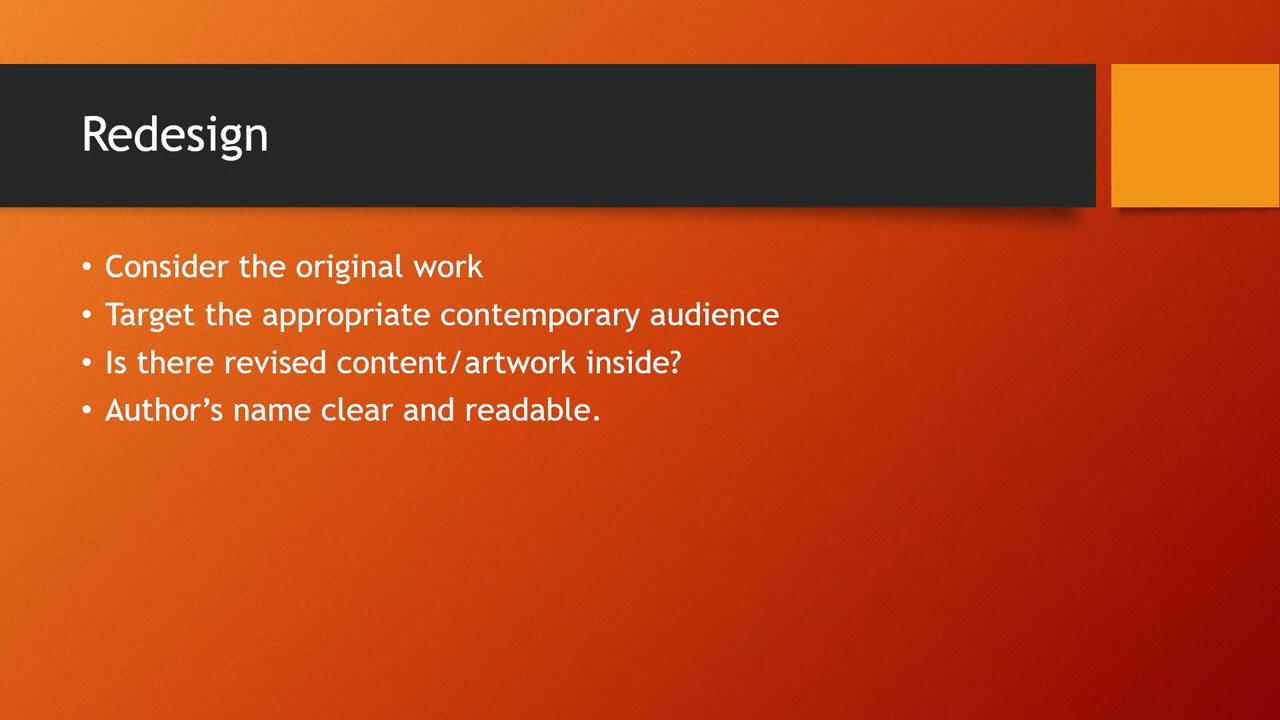 Redesign
• Consider the original work
• Target the appropriate contemporary audience
• Is there revised content/artwork inside?
• Author’s name clear and readable.